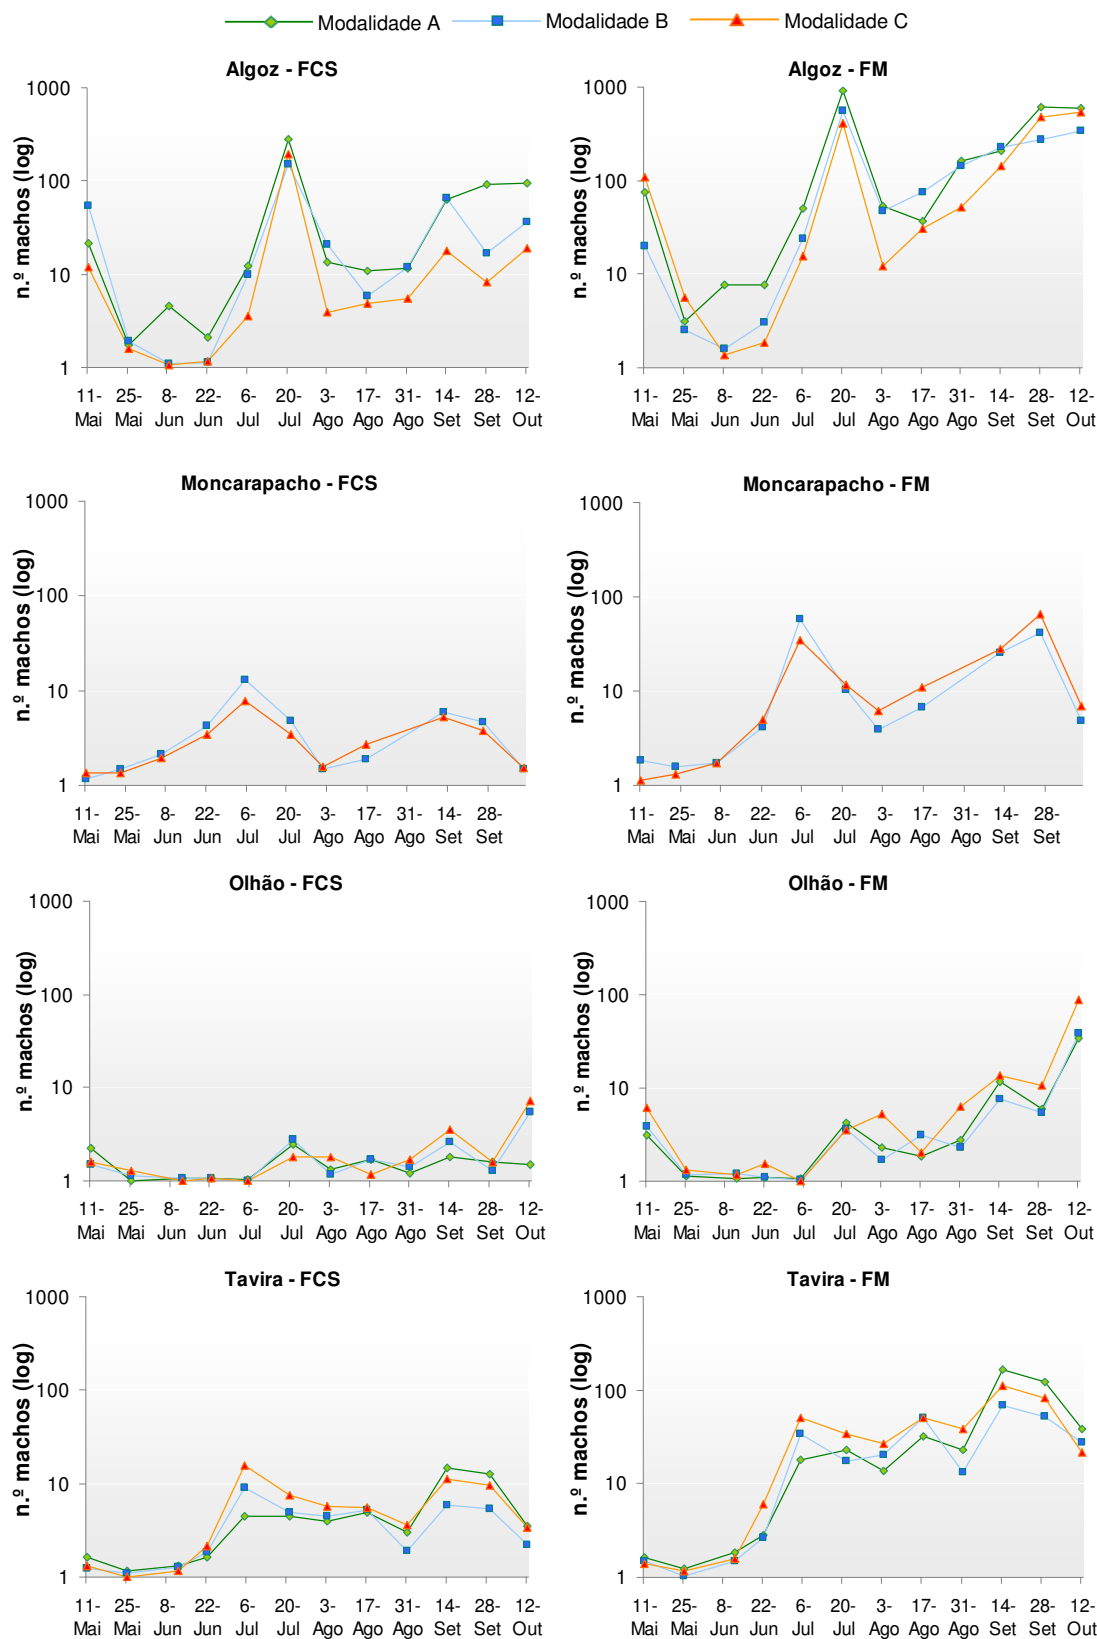 Modalidade A Modalidade B Modalidade C
Algoz - FCS
n.º machos (log)
1000
100
10
1
11- 25- 8- 22- 6- 20- 3- 17- 31- 14- 28- 12-
Mai Mai Jun Jun Jul Jul Ago Ago Ago Set Set Out
Algoz - FM
n.º machos (log)
1000
100
10
1
11- 25- 8- 22- 6- 20- 3- 17- 31- 14- 28- 12-
Mai Mai Jun Jun Jul Jul Ago Ago Ago Set Set Out
Moncarapacho - FCS
n.º machos (log)
1000
100
10
1
11- 25- 8- 22- 6- 20- 3- 17- 31- 14- 28-
Mai Mai Jun Jun Jul Jul Ago Ago Ago Set Set
Moncarapacho - FM
n.º machos (log)
1000
100
10
1
11- 25- 8- 22- 6- 20- 3- 17- 31- 14- 28-
Mai Mai Jun Jun Jul Jul Ago Ago Ago Set Set
Olhão - FCS
n.º machos (log)
1000
100
10
1
11- 25- 8- 22- 6- 20- 3- 17- 31- 14- 28- 12-
Mai Mai Jun Jun Jul Jul Ago Ago Ago Set Set Out
Olhão - FM
n.º machos (log)
1000
100
10
1
11- 25- 8- 22- 6- 20- 3- 17- 31- 14- 28- 12-
Mai Mai Jun Jun Jul Jul Ago Ago Ago Set Set Out
Tavira - FCS
n.º machos (log)
1000
100
10
1
11- 25- 8- 22- 6- 20- 3- 17- 31- 14- 28- 12-
Mai Mai Jun Jun Jul Jul Ago Ago Ago Set Set Out
Tavira - FM
n.º machos (log)
1000
100
10
1
11- 25- 8- 22- 6- 20- 3- 17- 31- 14- 28- 12-
Mai Mai Jun Jun Jul Jul Ago Ago Ago Set Set Out